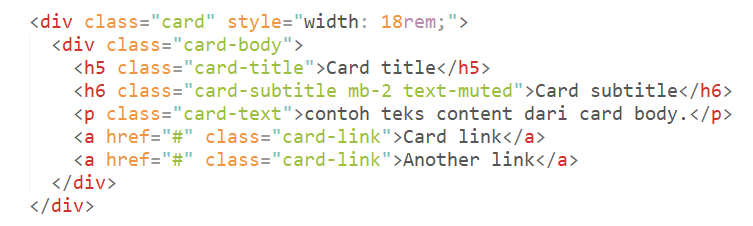 <div class="card" style="width: 18rem;">
<div class="card-body">
<h5 class="card-title">Card title</h5>
<h6 class="card-subtitle mb-2 text-muted">Card subtitle</h6>
<p class="card-text">contoh teks content dari card body.</p>
<a href="#" class="card-link">Card link</a>
<a href="#" class="card-link">Another link</a>
</div>
</div>